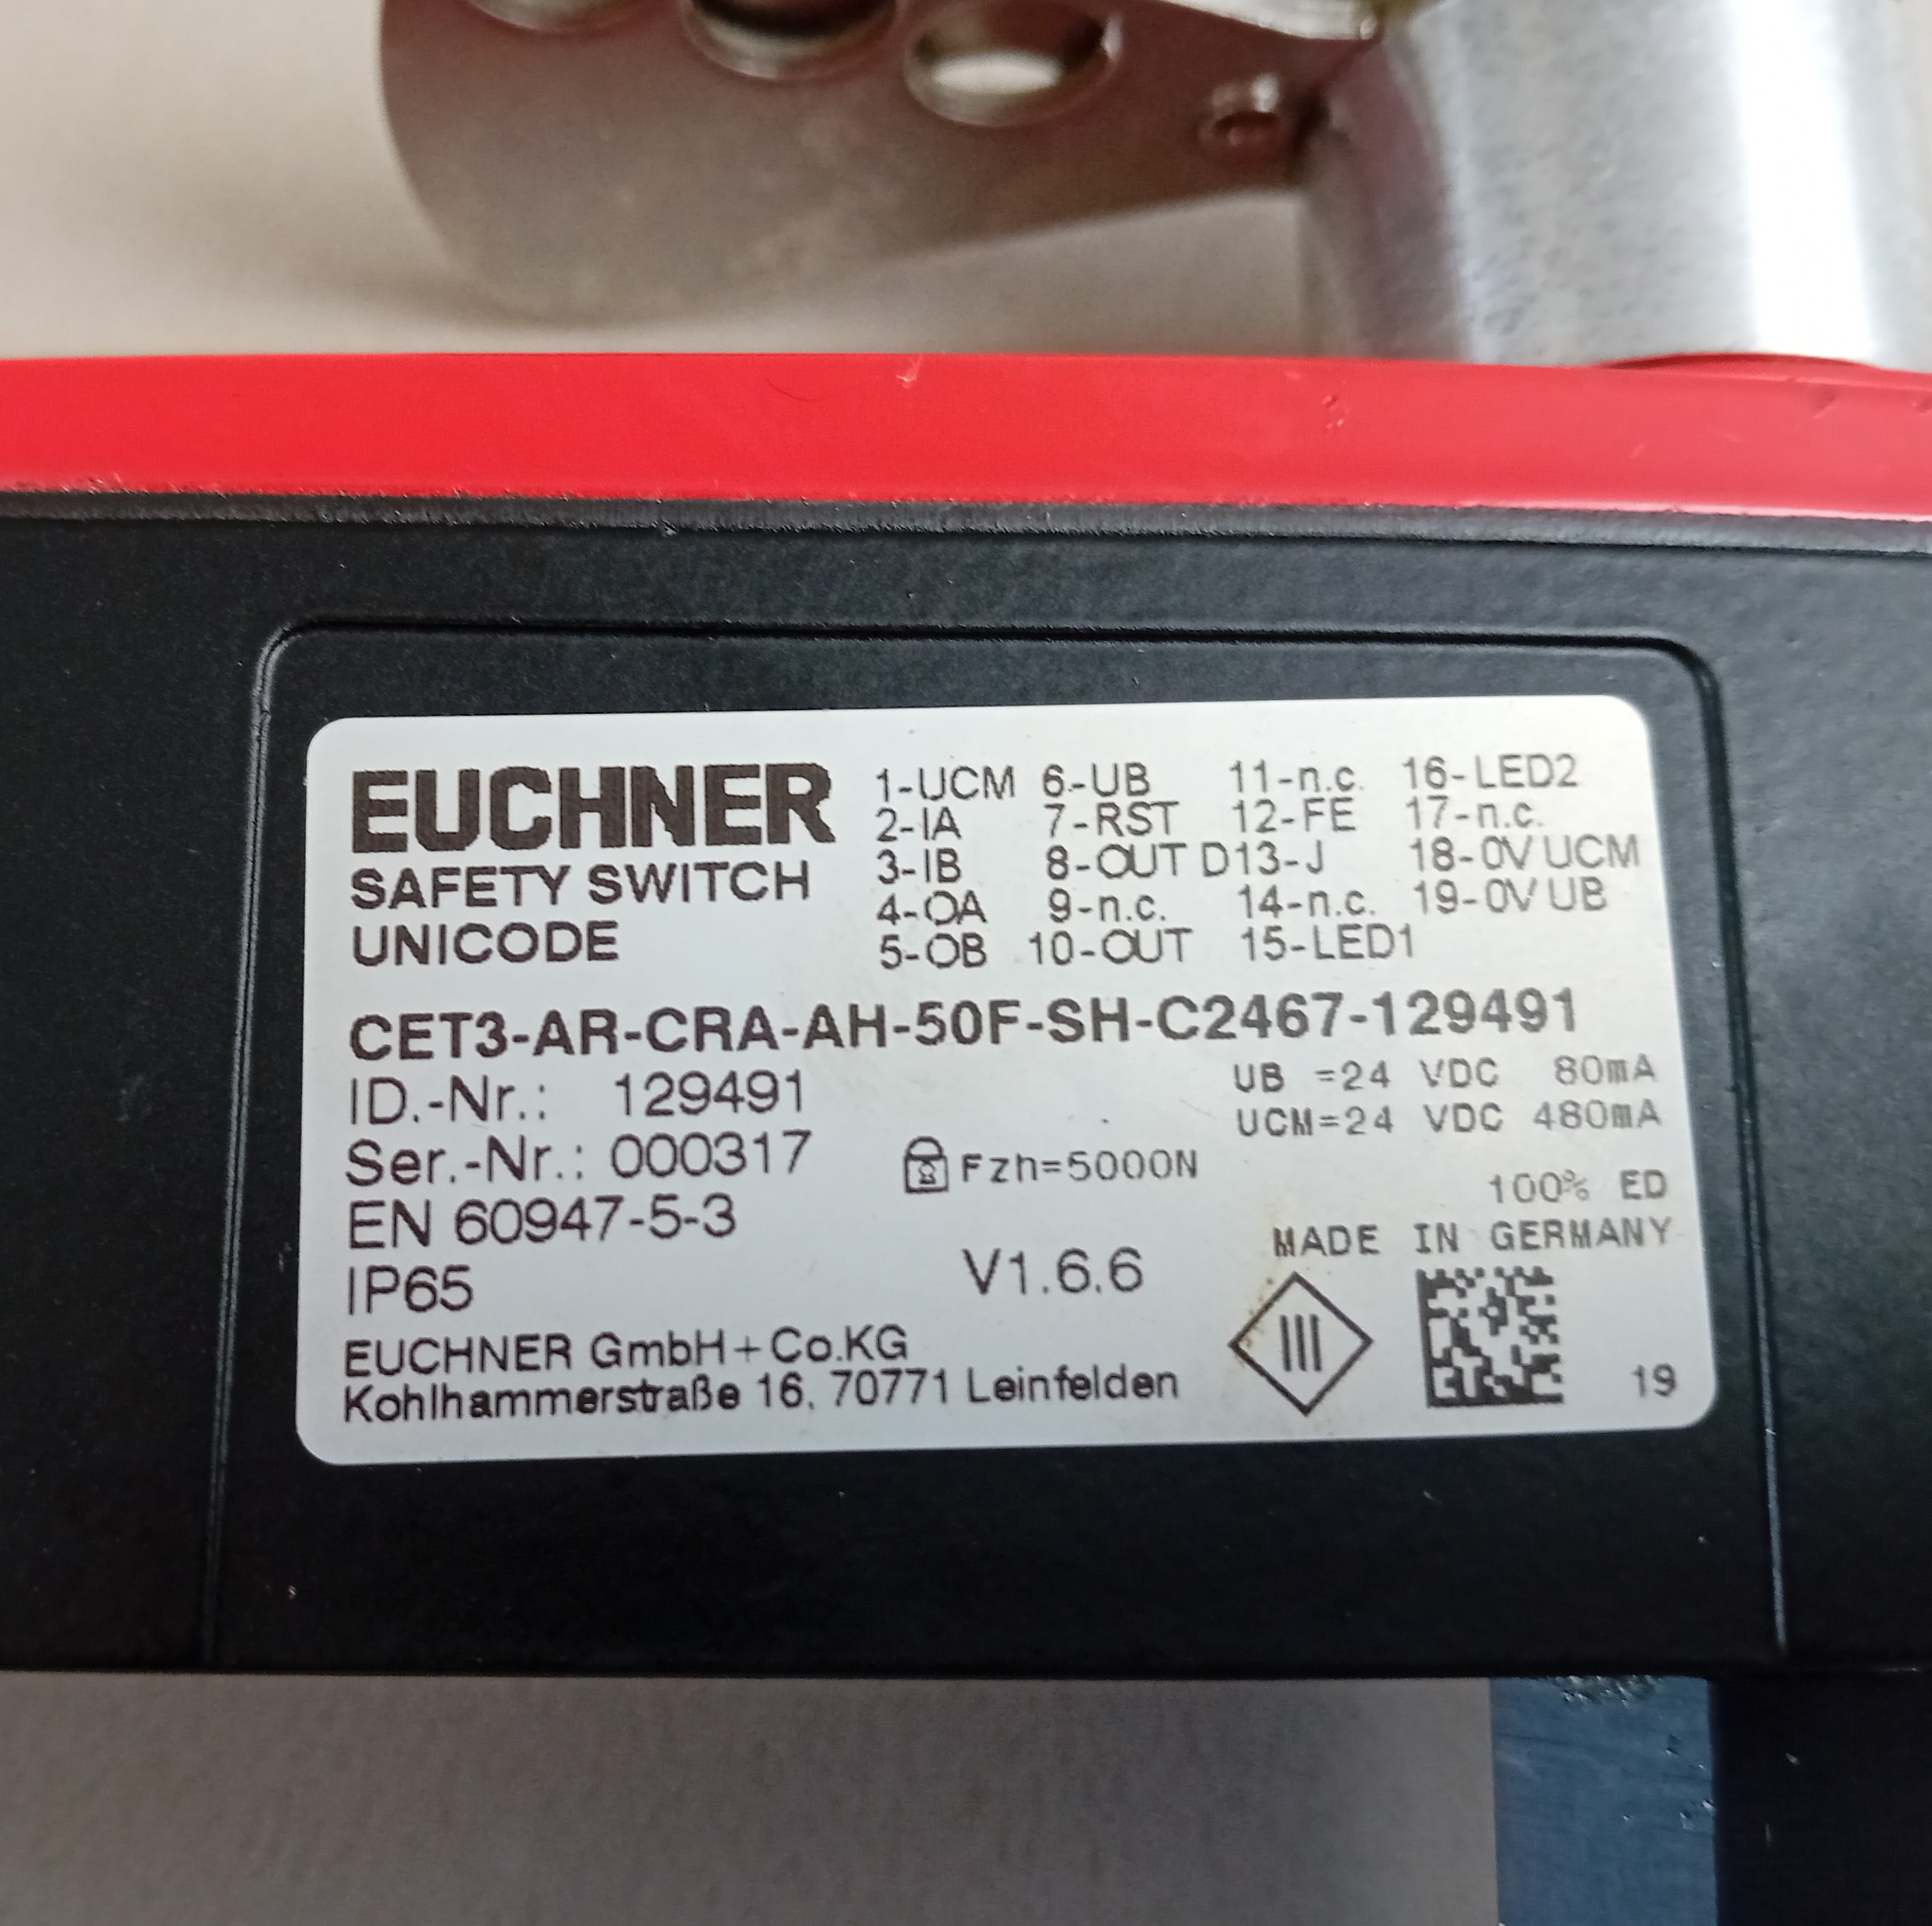 EUCHNER
SAFETY SWITCH
UNICODE
1-UCM 6-UB 11-n.c. 16-LED2
2-IA 7-RST 12-FE 17-n.c.
3-IB 8-OUT D 13-J 18-0V UCM
4-OA 9-n.c. 14-n.c. 19-0V UB
5-OB 10-OUT 15-LED1
CET3-AR-CRA-AH-50F-SH-C2467-129491
ID.-Nr.: 129491
UB =24 VDC 80mA
UCM=24 VDC 480mA
Ser.-Nr.: 000317
Fzh=5000N
100% ED
EN 60947-5-3
MADE IN GERMANY
IP65
V1.6.6
III
EUCHNER GmbH+Co.KG
Kohlhammerstraße 16, 70771 Leinfelden
19